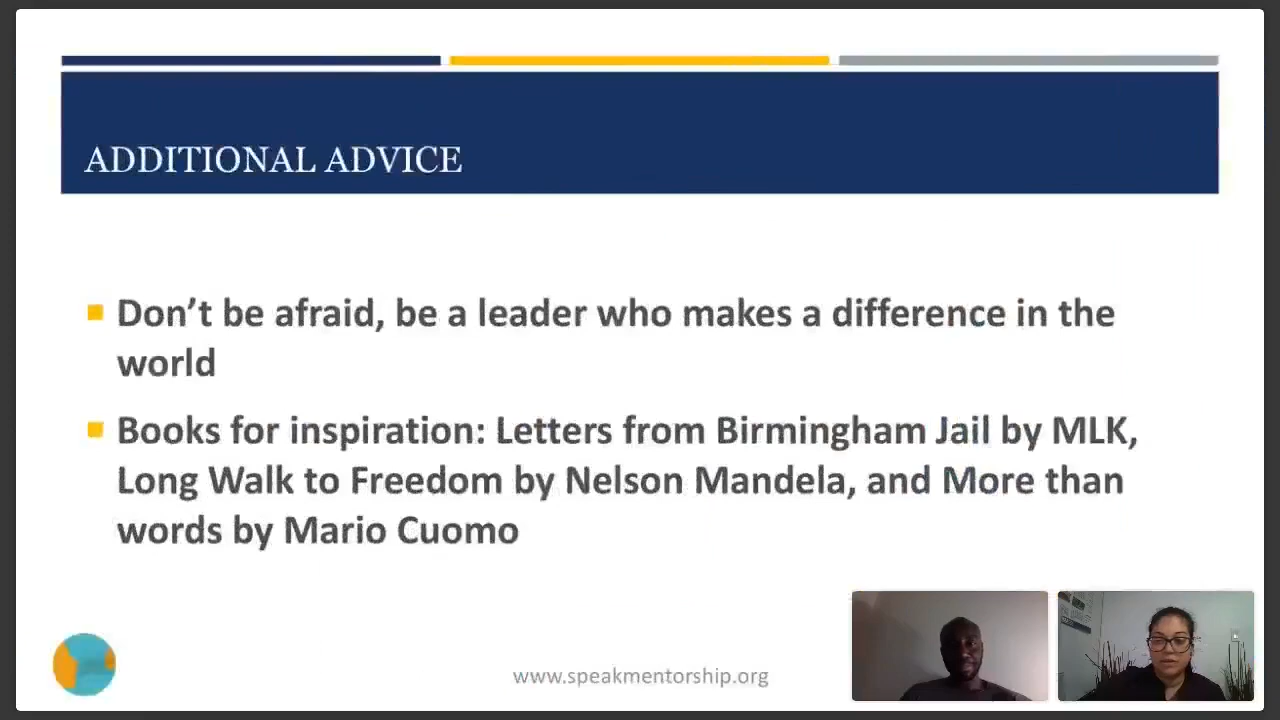 ADDITIONAL ADVICE
Don’t be afraid, be a leader who makes a difference in the
world
Books for inspiration: Letters from Birmingham Jail by MLK,
Long Walk to Freedom by Nelson Mandela, and More than
words by Mario Cuomo
www.speakmentorship.org